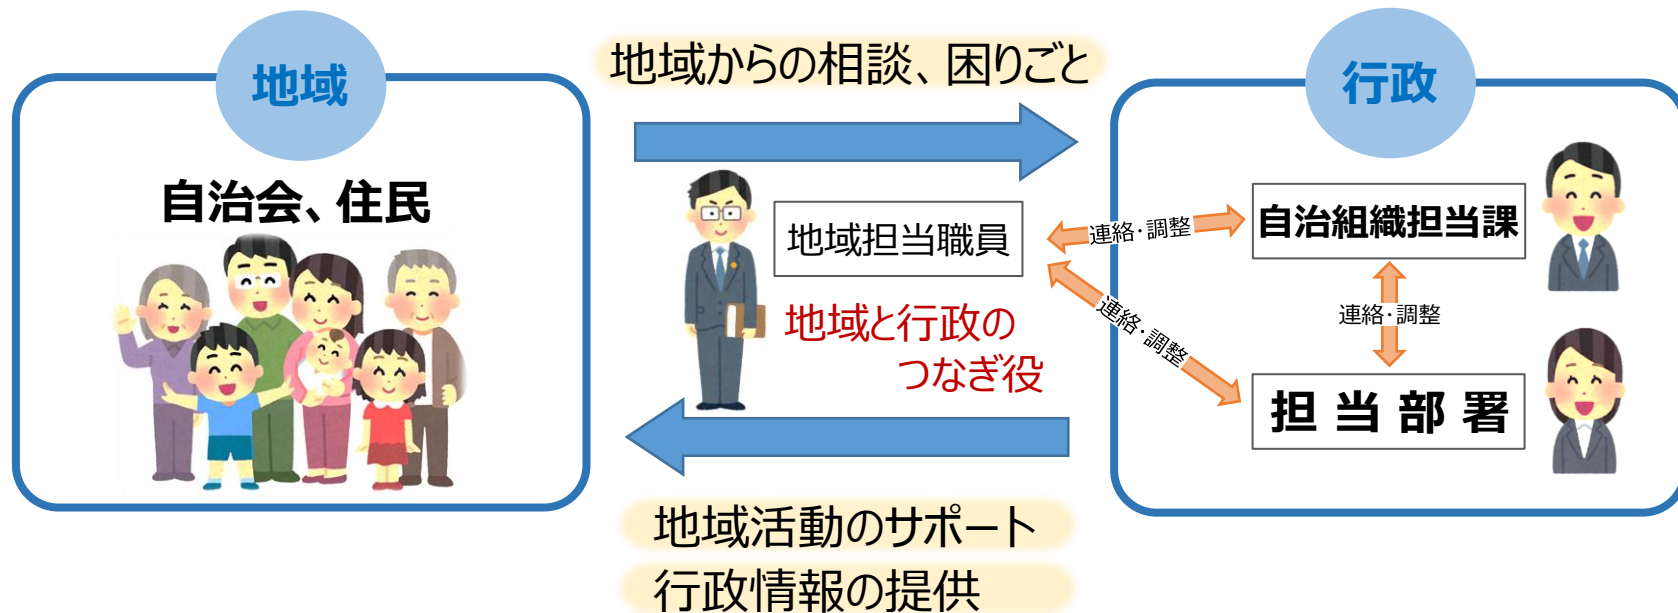 地域
自治会、住民
地域からの相談、困りごと
地域担当職員
地域と行政の
つなぎ役
地域活動のサポート
行政情報の提供
行政
連絡・調整
自治組織担当課
連絡・調整
連絡・調整
担当部署